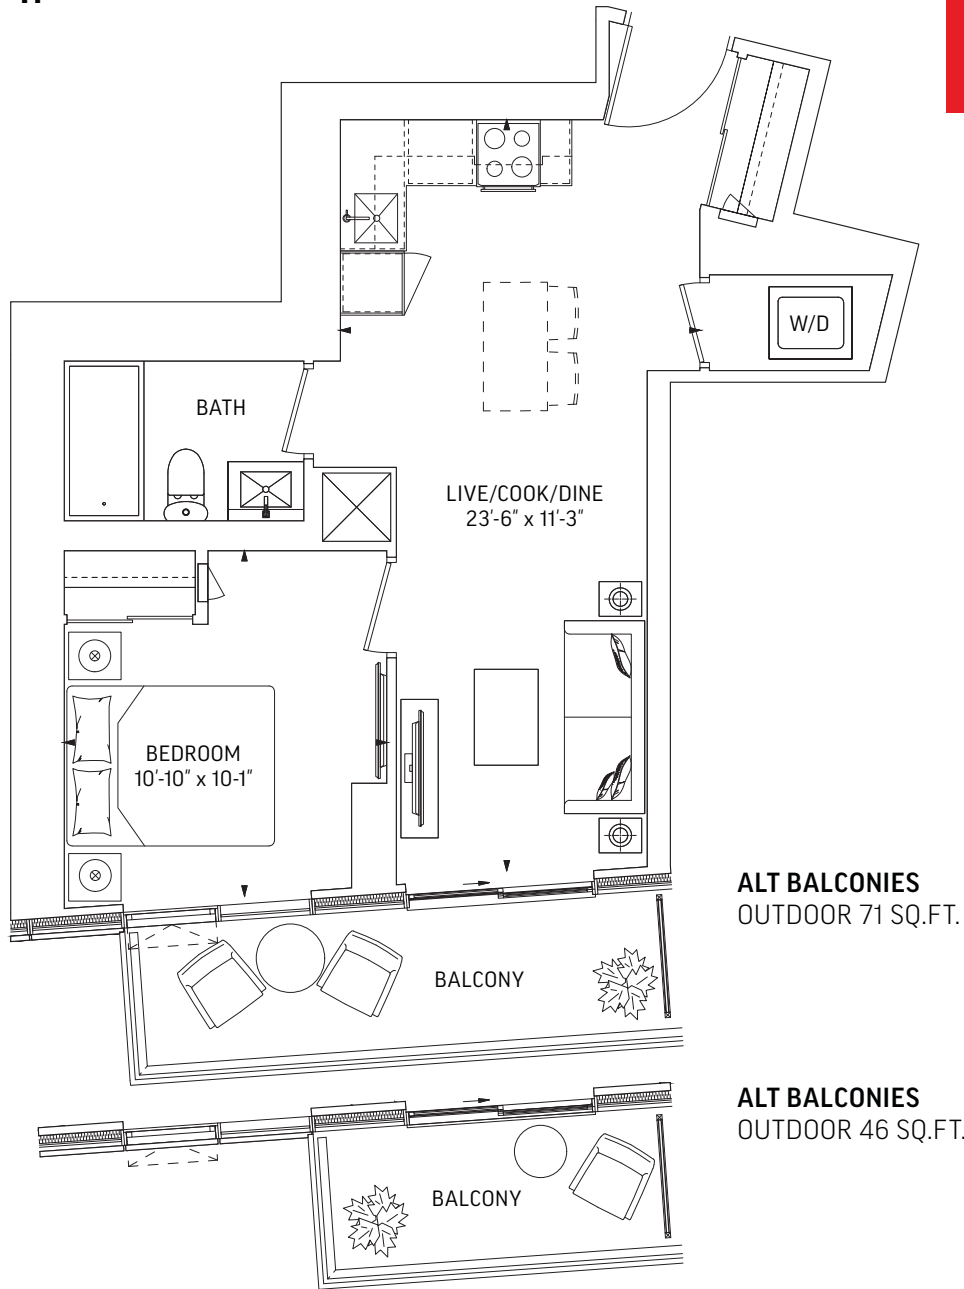 W/D
BATH
LIVE/COOK/DINE
23'-6" x 11'-3"
BEDROOM
10'-10" x 10-1"
ALT BALCONIES
OUTDOOR 71 SQ.FT.
BALCONY
ALT BALCONIES
OUTDOOR 46 SQ.FT.
BALCONY